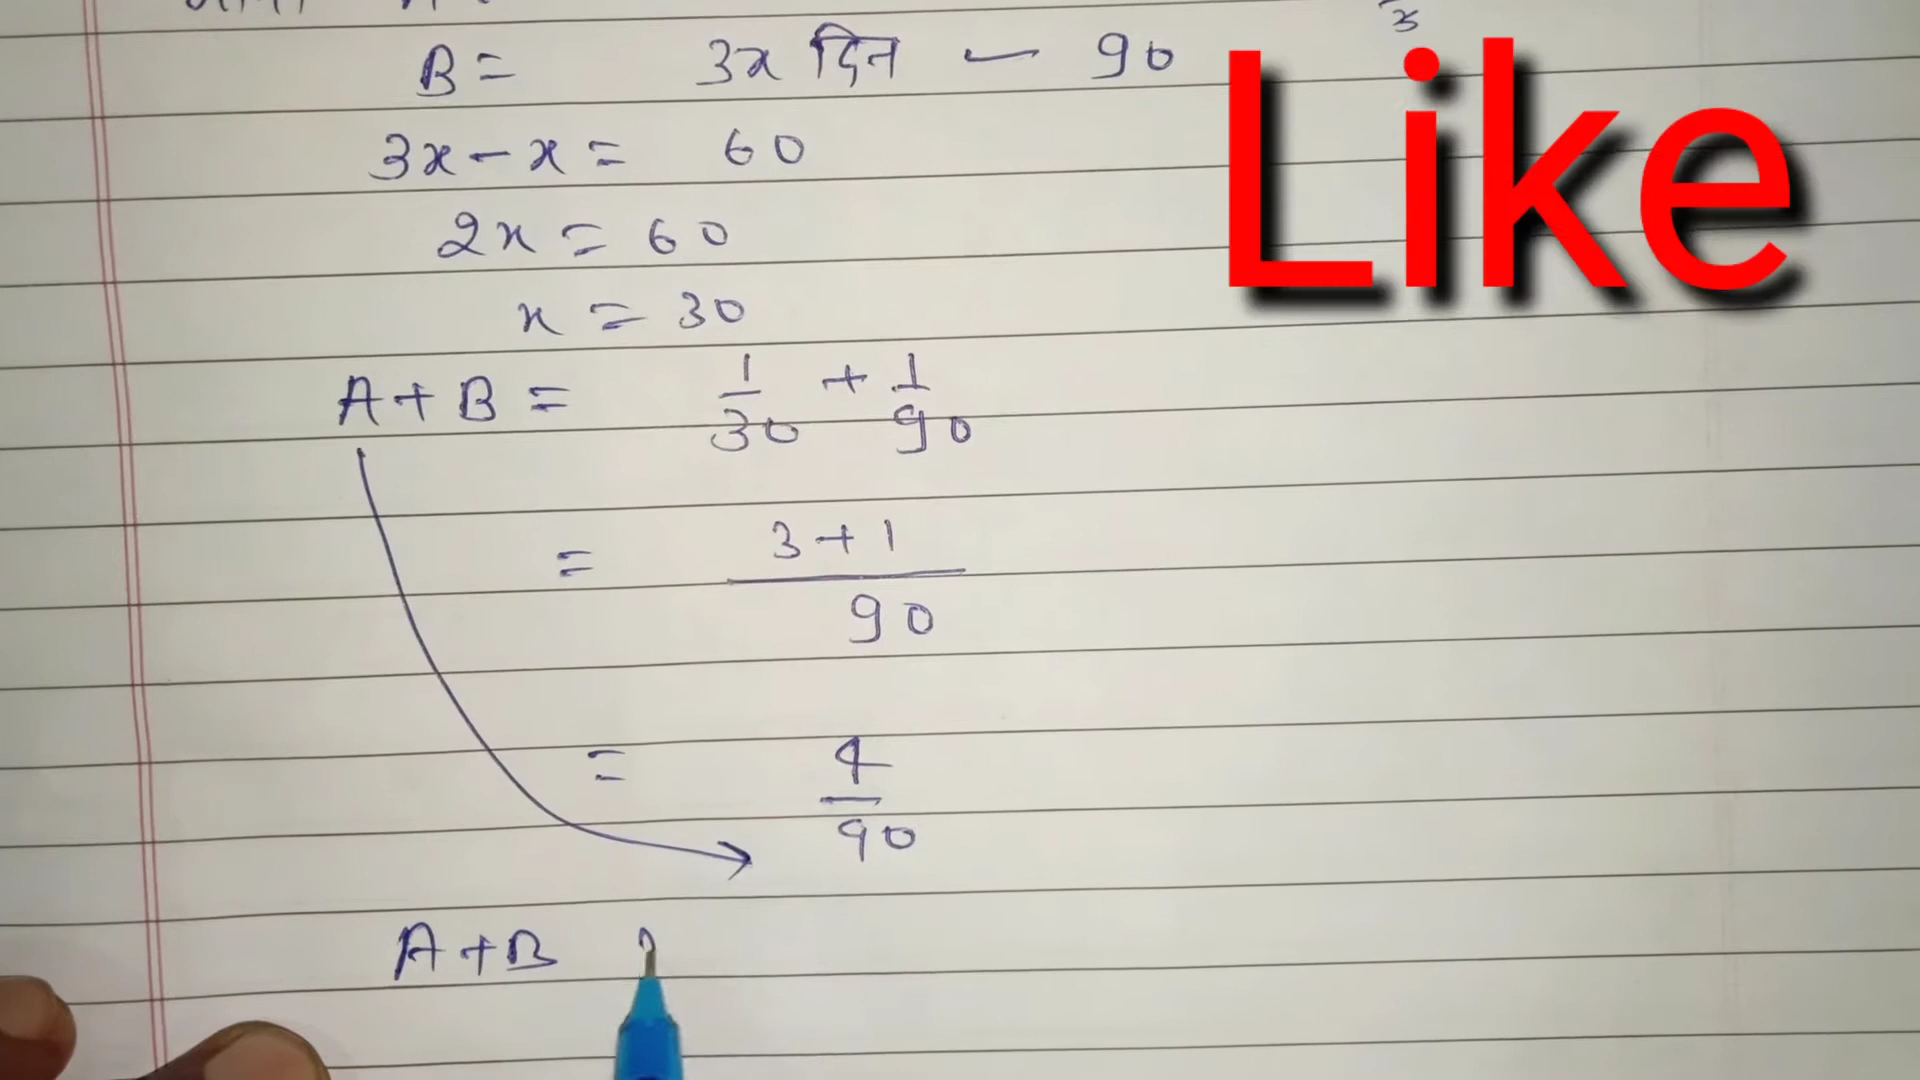 B = 3x दिन — 90
3x - x = 60
2x = 60
x = 30
A + B = 1/30 + 1/90
= 3 + 1 / 90
= 4/90
A + B
Like